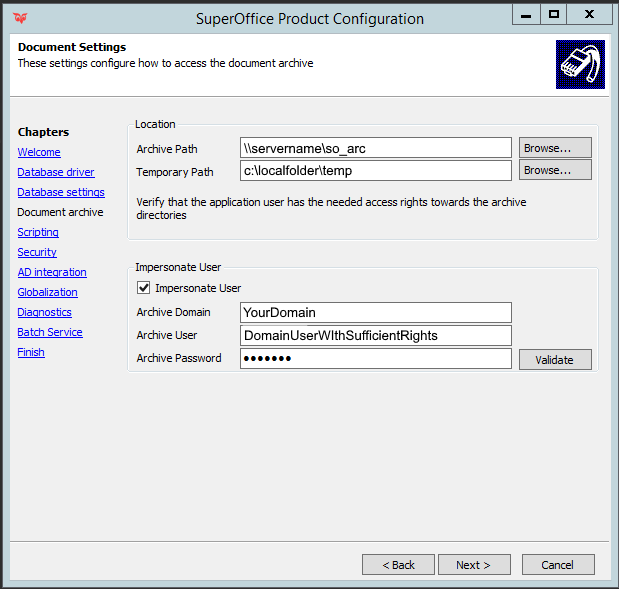 SuperOffice Product Configuration
Document Settings
These settings configure how to access the document archive
Chapters
Welcome
Database driver
Database settings
Document archive
Scripting
Security
AD integration
Globalization
Diagnostics
Batch Service
Finish
Location
Archive Path \\servername\so_arc Browse...
Temporary Path c:\localfolder\temp Browse...
Verify that the application user has the needed access rights towards the archive
directories
Impersonate User
Impersonate User
Archive Domain YourDomain
Archive User DomainUserWIthSufficientRights
Archive Password ••••••• Validate
< Back Next > Cancel